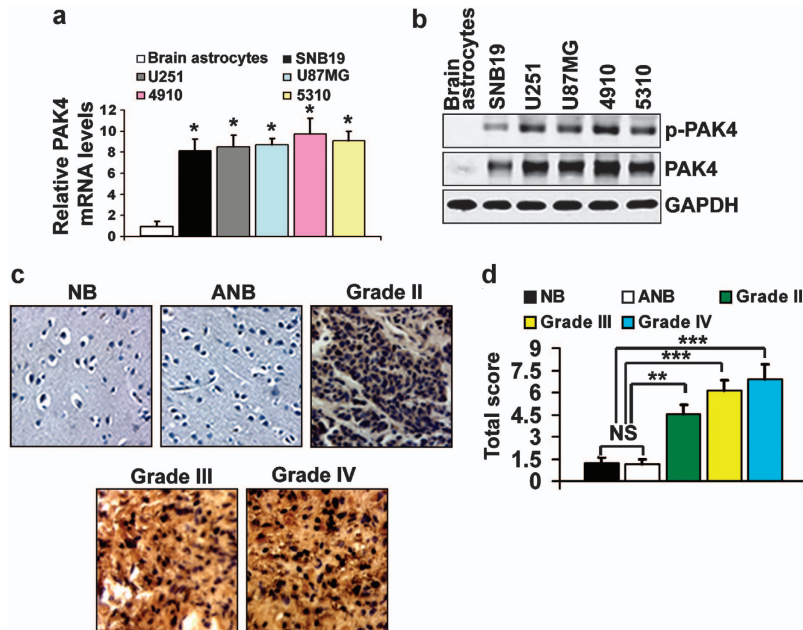 a
Brain astrocytes
SNB19
U251
U87MG
4910
5310
Relative PAK4
mRNA levels
12
10
8
6
4
2
0
* * * * *
b
Brain
astrocytes
SNB19
U251
U87MG
4910
5310
p-PAK4
PAK4
GAPDH
c
NB
ANB
Grade II
Grade III
Grade IV
d
NB
ANB
Grade II
Grade III
Grade IV
Total score
9
7.5
6
4.5
3
1.5
0
***
***
**
NS